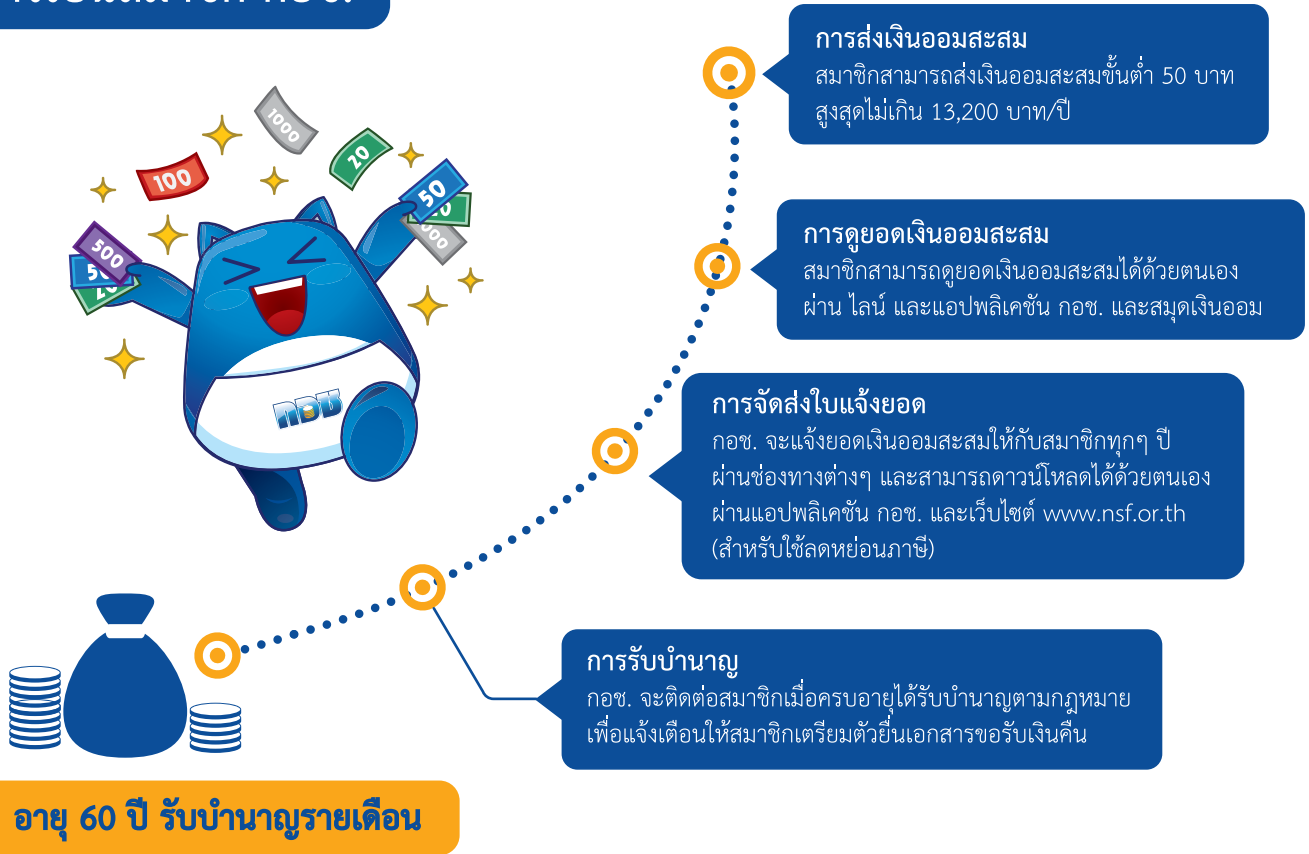 การส่งเงินออมสะสม
สมาชิกสามารถส่งเงินออมสะสมขั้นต่ำ 50 บาท
สูงสุดไม่เกิน 13,200 บาท/ปี
1000
20
100
50
20
500
50
20
กอช
การดูยอดเงินออมสะสม
สมาชิกสามารถดูยอดเงินออมสะสมได้ด้วยตนเอง
ผ่าน ไลน์ และแอปพลิเคชัน กอช. และสมุดเงินออม
การจัดส่งใบแจ้งยอด
กอช. จะแจ้งยอดเงินออมสะสมให้กับสมาชิกทุกๆ ปี
ผ่านช่องทางต่างๆ และสามารถดาวน์โหลดได้ด้วยตนเอง
ผ่านแอปพลิเคชัน กอช. และเว็บไซต์ www.nsf.or.th
(สำหรับใช้ลดหย่อนภาษี)
การรับบำนาญ
กอช. จะติดต่อสมาชิกเมื่อครบอายุได้รับบำนาญตามกฎหมาย
เพื่อแจ้งเตือนให้สมาชิกเตรียมตัวยื่นเอกสารขอรับเงินคืน
อายุ 60 ปี รับบำนาญรายเดือน